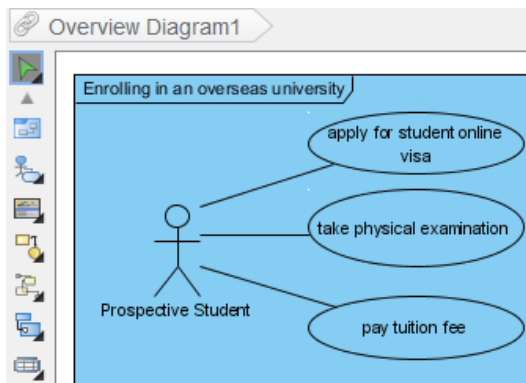 Overview Diagram1
Enrolling in an overseas university
apply for student online
visa
take physical examination
Prospective Student
pay tuition fee